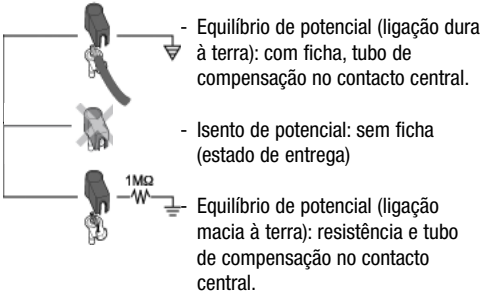 - Equilíbrio de potencial (ligação dura
à terra): com ficha, tubo de
compensação no contacto central.
- Isento de potencial: sem ficha
(estado de entrega)
1MΩ
- Equilíbrio de potencial (ligação
macia à terra): resistência e tubo
de compensação no contacto
central.